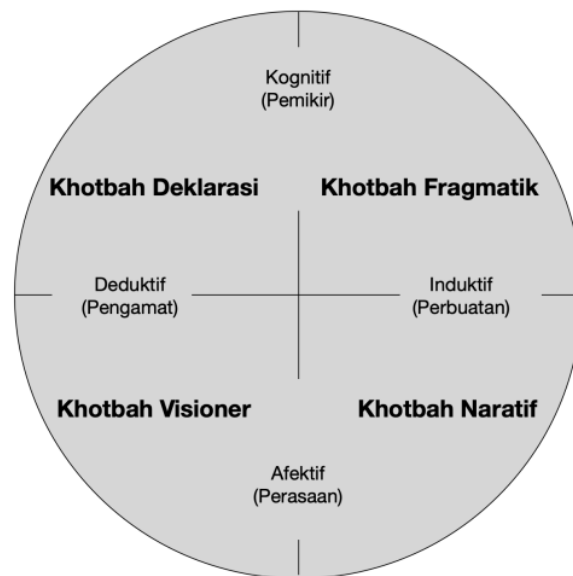 Kognitif
(Pemikir)
Khotbah Deklarasi
Khotbah Fragmatik
Deduktif
(Pengamat)
Induktif
(Perbuatan)
Khotbah Visioner
Khotbah Naratif
Afektif
(Perasaan)